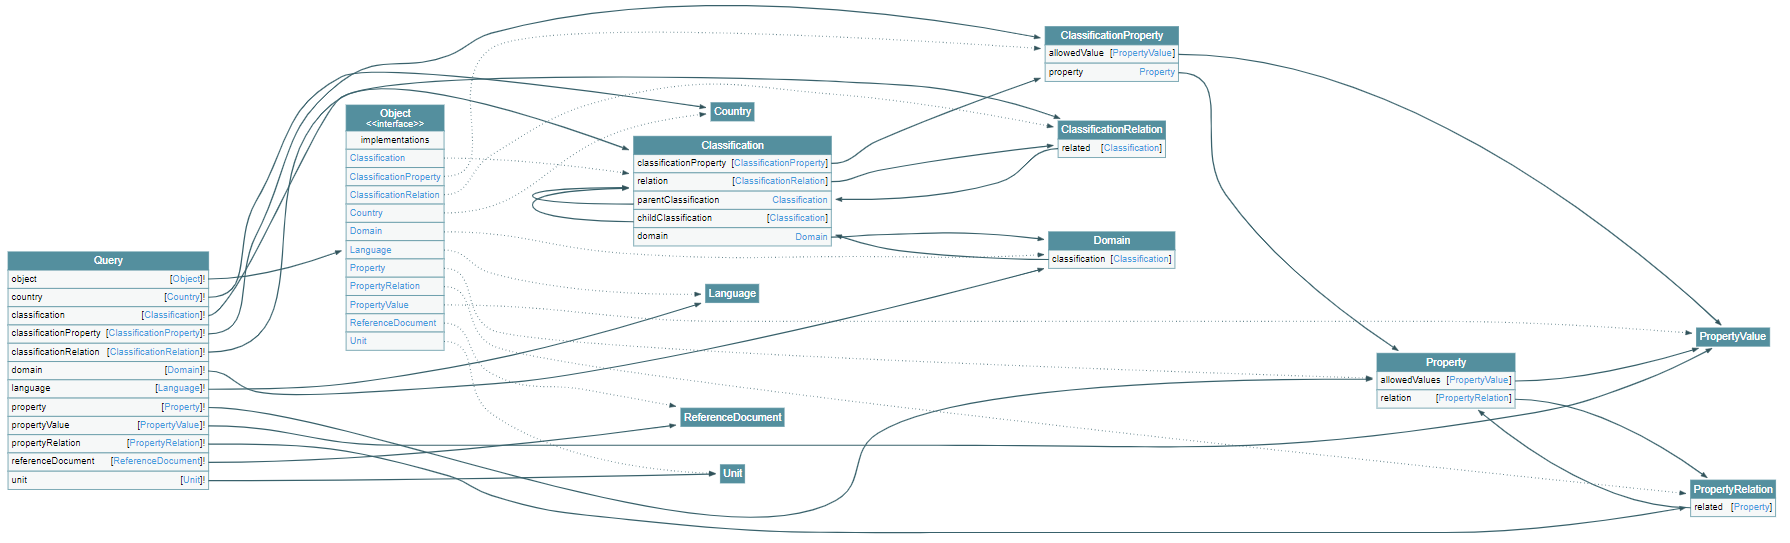 Query
object [Object]!
country [Country]!
classification [Classification]!
classificationProperty [ClassificationProperty]!
classificationRelation [ClassificationRelation]!
domain [Domain]!
language [Language]!
property [Property]!
propertyValue [PropertyValue]!
propertyRelation [PropertyRelation]!
referenceDocument [ReferenceDocument]!
unit [Unit]!
Object
<<interface>>
implementations
Classification
ClassificationProperty
ClassificationRelation
Country
Domain
Language
Property
PropertyRelation
PropertyValue
ReferenceDocument
Unit
Country
Classification
classificationProperty [ClassificationProperty]
relation [ClassificationRelation]
parentClassification Classification
childClassification [Classification]
domain Domain
Language
ReferenceDocument
Unit
ClassificationProperty
allowedValue [PropertyValue]
property Property
ClassificationRelation
related [Classification]
Domain
classification [Classification]
Property
allowedValues [PropertyValue]
relation [PropertyRelation]
PropertyValue
PropertyRelation
related [Property]